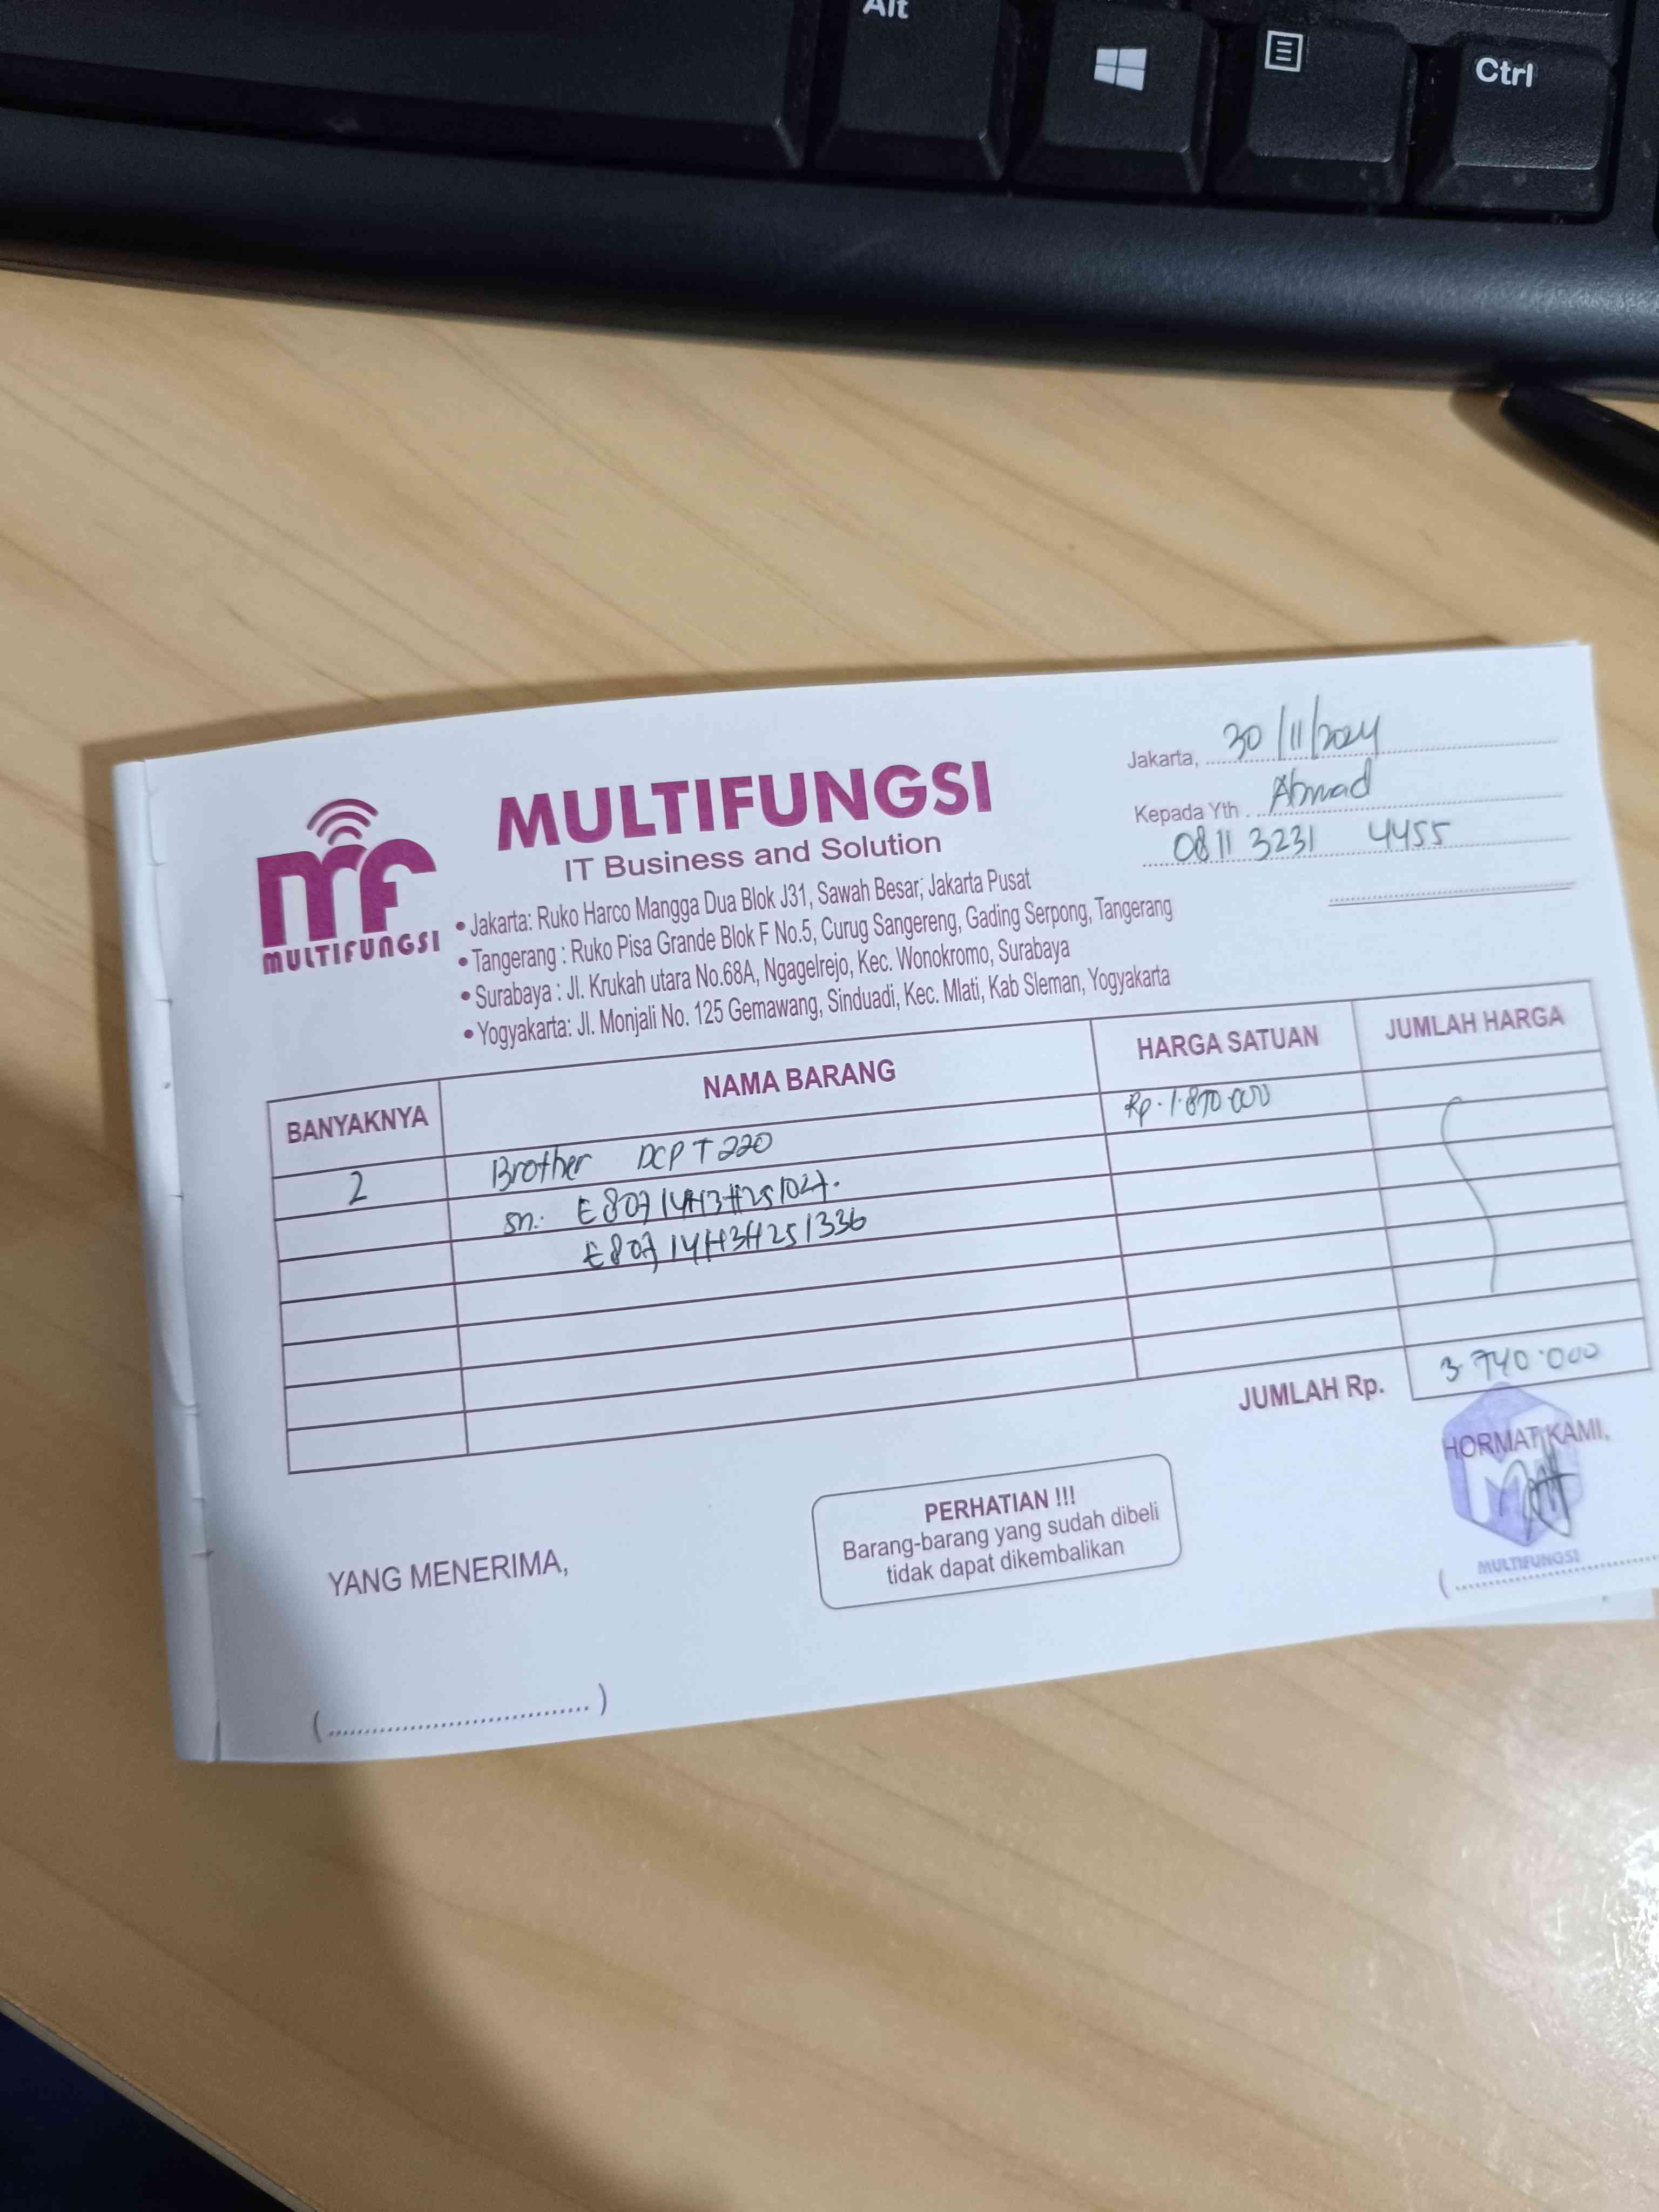 Alt
Ctrl
MULTIFUNGSI
MULTIFUNGSI
IT Business and Solution
• Jakarta: Ruko Harco Mangga Dua Blok J31, Sawah Besar, Jakarta Pusat
• Tangerang : Ruko Pisa Grande Blok F No.5, Curug Sangereng, Gading Serpong, Tangerang
• Surabaya : Jl. Krukah utara No.68A, Ngagelrejo, Kec. Wonokromo, Surabaya
• Yogyakarta: Jl. Monjali No. 125 Gemawang, Sinduadi, Kec. Mlati, Kab Sleman, Yogyakarta
Jakarta, 30/11/2024
Kepada Yth. Ahmad
0811 3231 4455
BANYAKNYA NAMA BARANG HARGA SATUAN JUMLAH HARGA
2 Brother DCP T220 Rp. 1.870.000
sn: E80714H3H251027.
E80714H3H251336
JUMLAH Rp. 3.740.000
YANG MENERIMA,
PERHATIAN !!!
Barang-barang yang sudah dibeli
tidak dapat dikembalikan
HORMAT KAMI,
MULTIFUNGSI